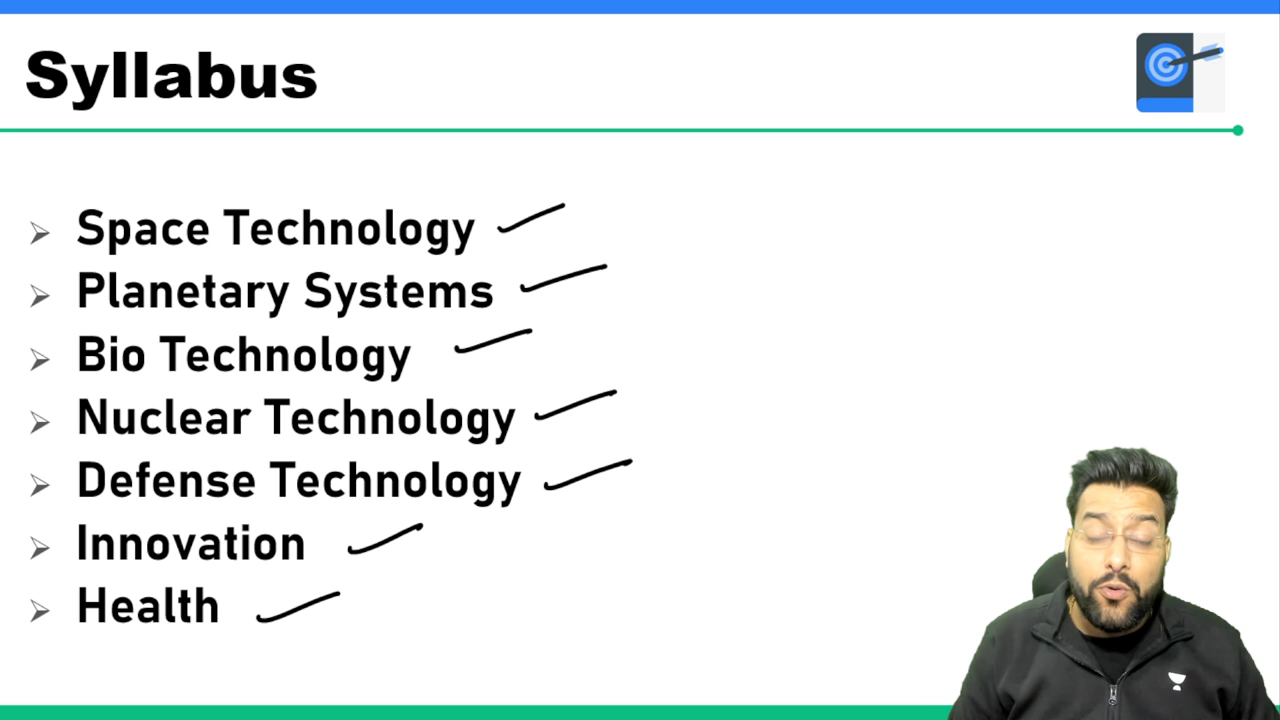 Syllabus
Space Technology
Planetary Systems
Bio Technology
Nuclear Technology
Defense Technology
Innovation
Health